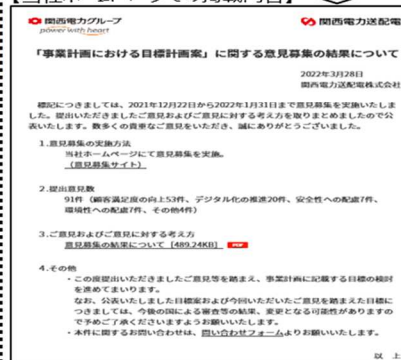 【当社ホームページでの掲載内容】
関西電力グループ
power with heart
関西電力送配電
「事業計画における目標計画案」に関する意見募集の結果について
2022年3月28日
関西電力送配電株式会社
標記につきましては、2021年12月22日から2022年1月31日まで意見募集を実施いたしま
した。提出いただきましたご意見およびご意見に対する考え方を取りまとめましたので公
表いたします。数多くの貴重なご意見をいただき、誠にありがとうございました。
1.意見募集の実施方法
当社ホームページにて意見募集を実施。
(意見募集サイト)
2.提出意見数
91件(顧客満足度の向上53件、デジタル化の推進20件、安全性への配慮7件、
環境性への配慮7件、その他4件)
3.ご意見およびご意見に対する考え方
意見募集の結果について [489.24KB]
4.その他
・この度提出いただきましたご意見等を踏まえ、事業計画に記載する目標の検討
を進めてまいります。
なお、公表いたしました目標案および今回いただいたご意見を踏まえた目標に
つきましては、今後の国による審査等の結果、変更となる可能性がありますの
で予めご了承くださいますようお願いいたします。
・本件に関するお問い合わせは、問い合わせフォームよりお願いいたします。
以 上